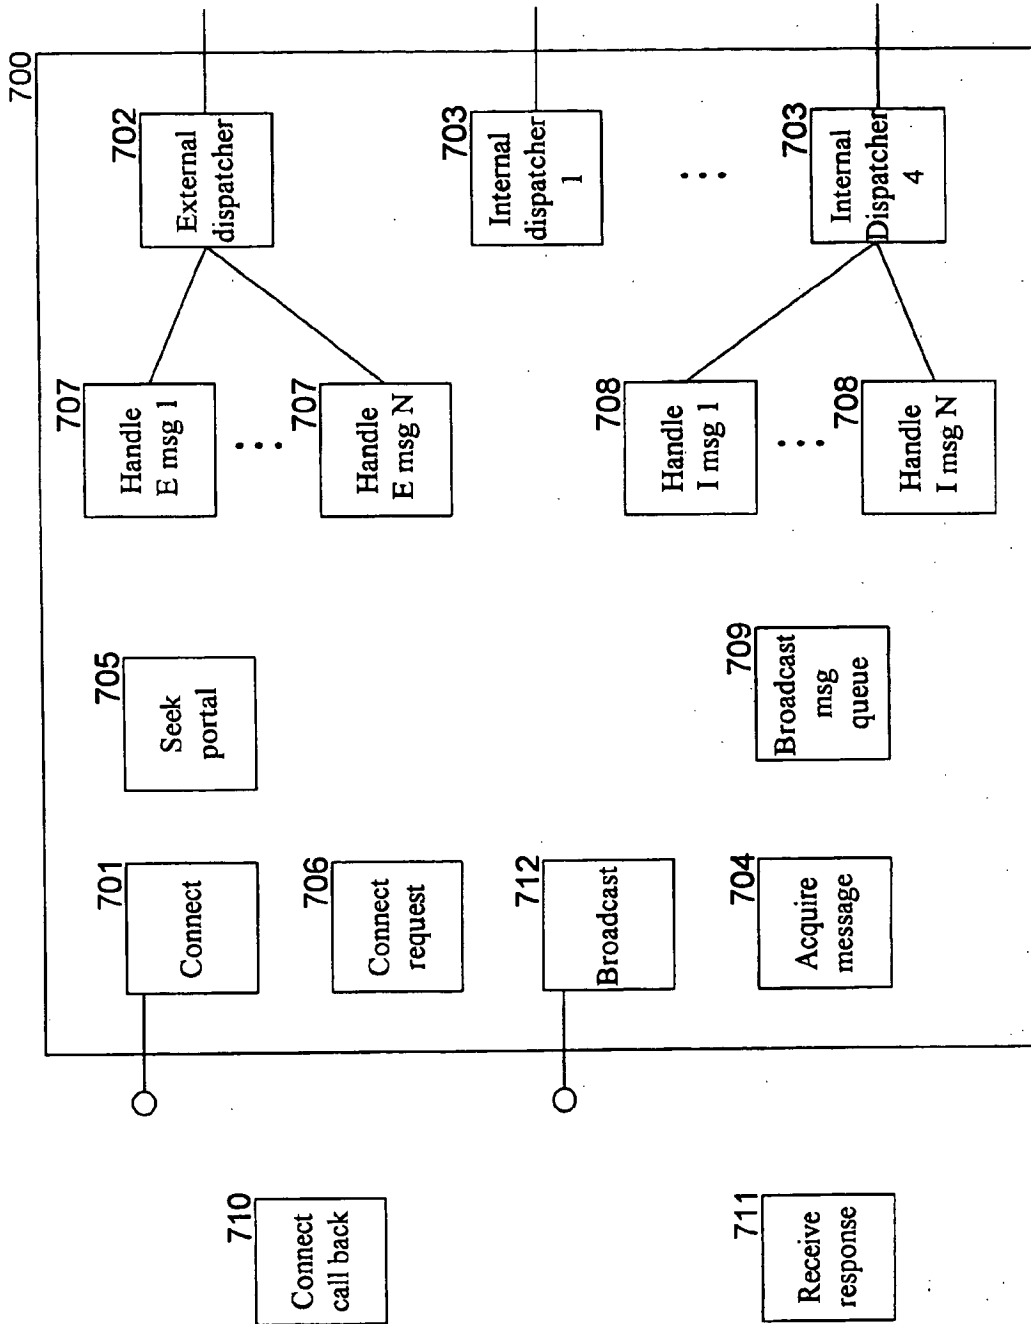 700
707
Handle
E msg 1
701
Connect
705
Seek
portal
702
External
dispatcher
710
Connect
call back
706
Connect
request
707
Handle
E msg N
703
Internal
dispatcher
1
712
Broadcast
708
Handle
I msg 1
711
Receive
response
704
Acquire
message
709
Broadcast
msg
queue
703
Internal
Dispatcher
4
708
Handle
I msg N